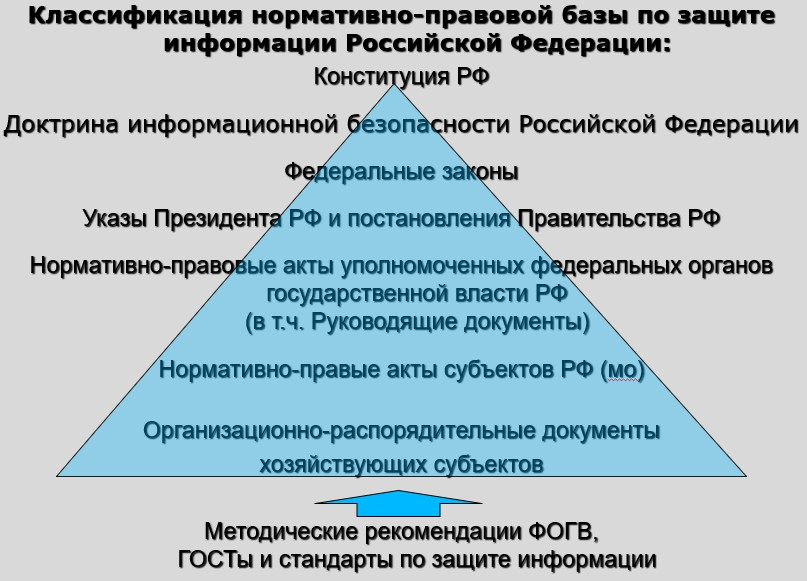 Классификация нормативно-правовой базы по защите
информации Российской Федерации:
Конституция РФ
Доктрина информационной безопасности Российской Федерации
Федеральные законы
Указы Президента РФ и постановления Правительства РФ
Нормативно-правовые акты уполномоченных федеральных органов
государственной власти РФ
(в т.ч. Руководящие документы)
Нормативно-правые акты субъектов РФ (мо)
Организационно-распорядительные документы
хозяйствующих субъектов
Методические рекомендации ФОГВ,
ГОСТы и стандарты по защите информации